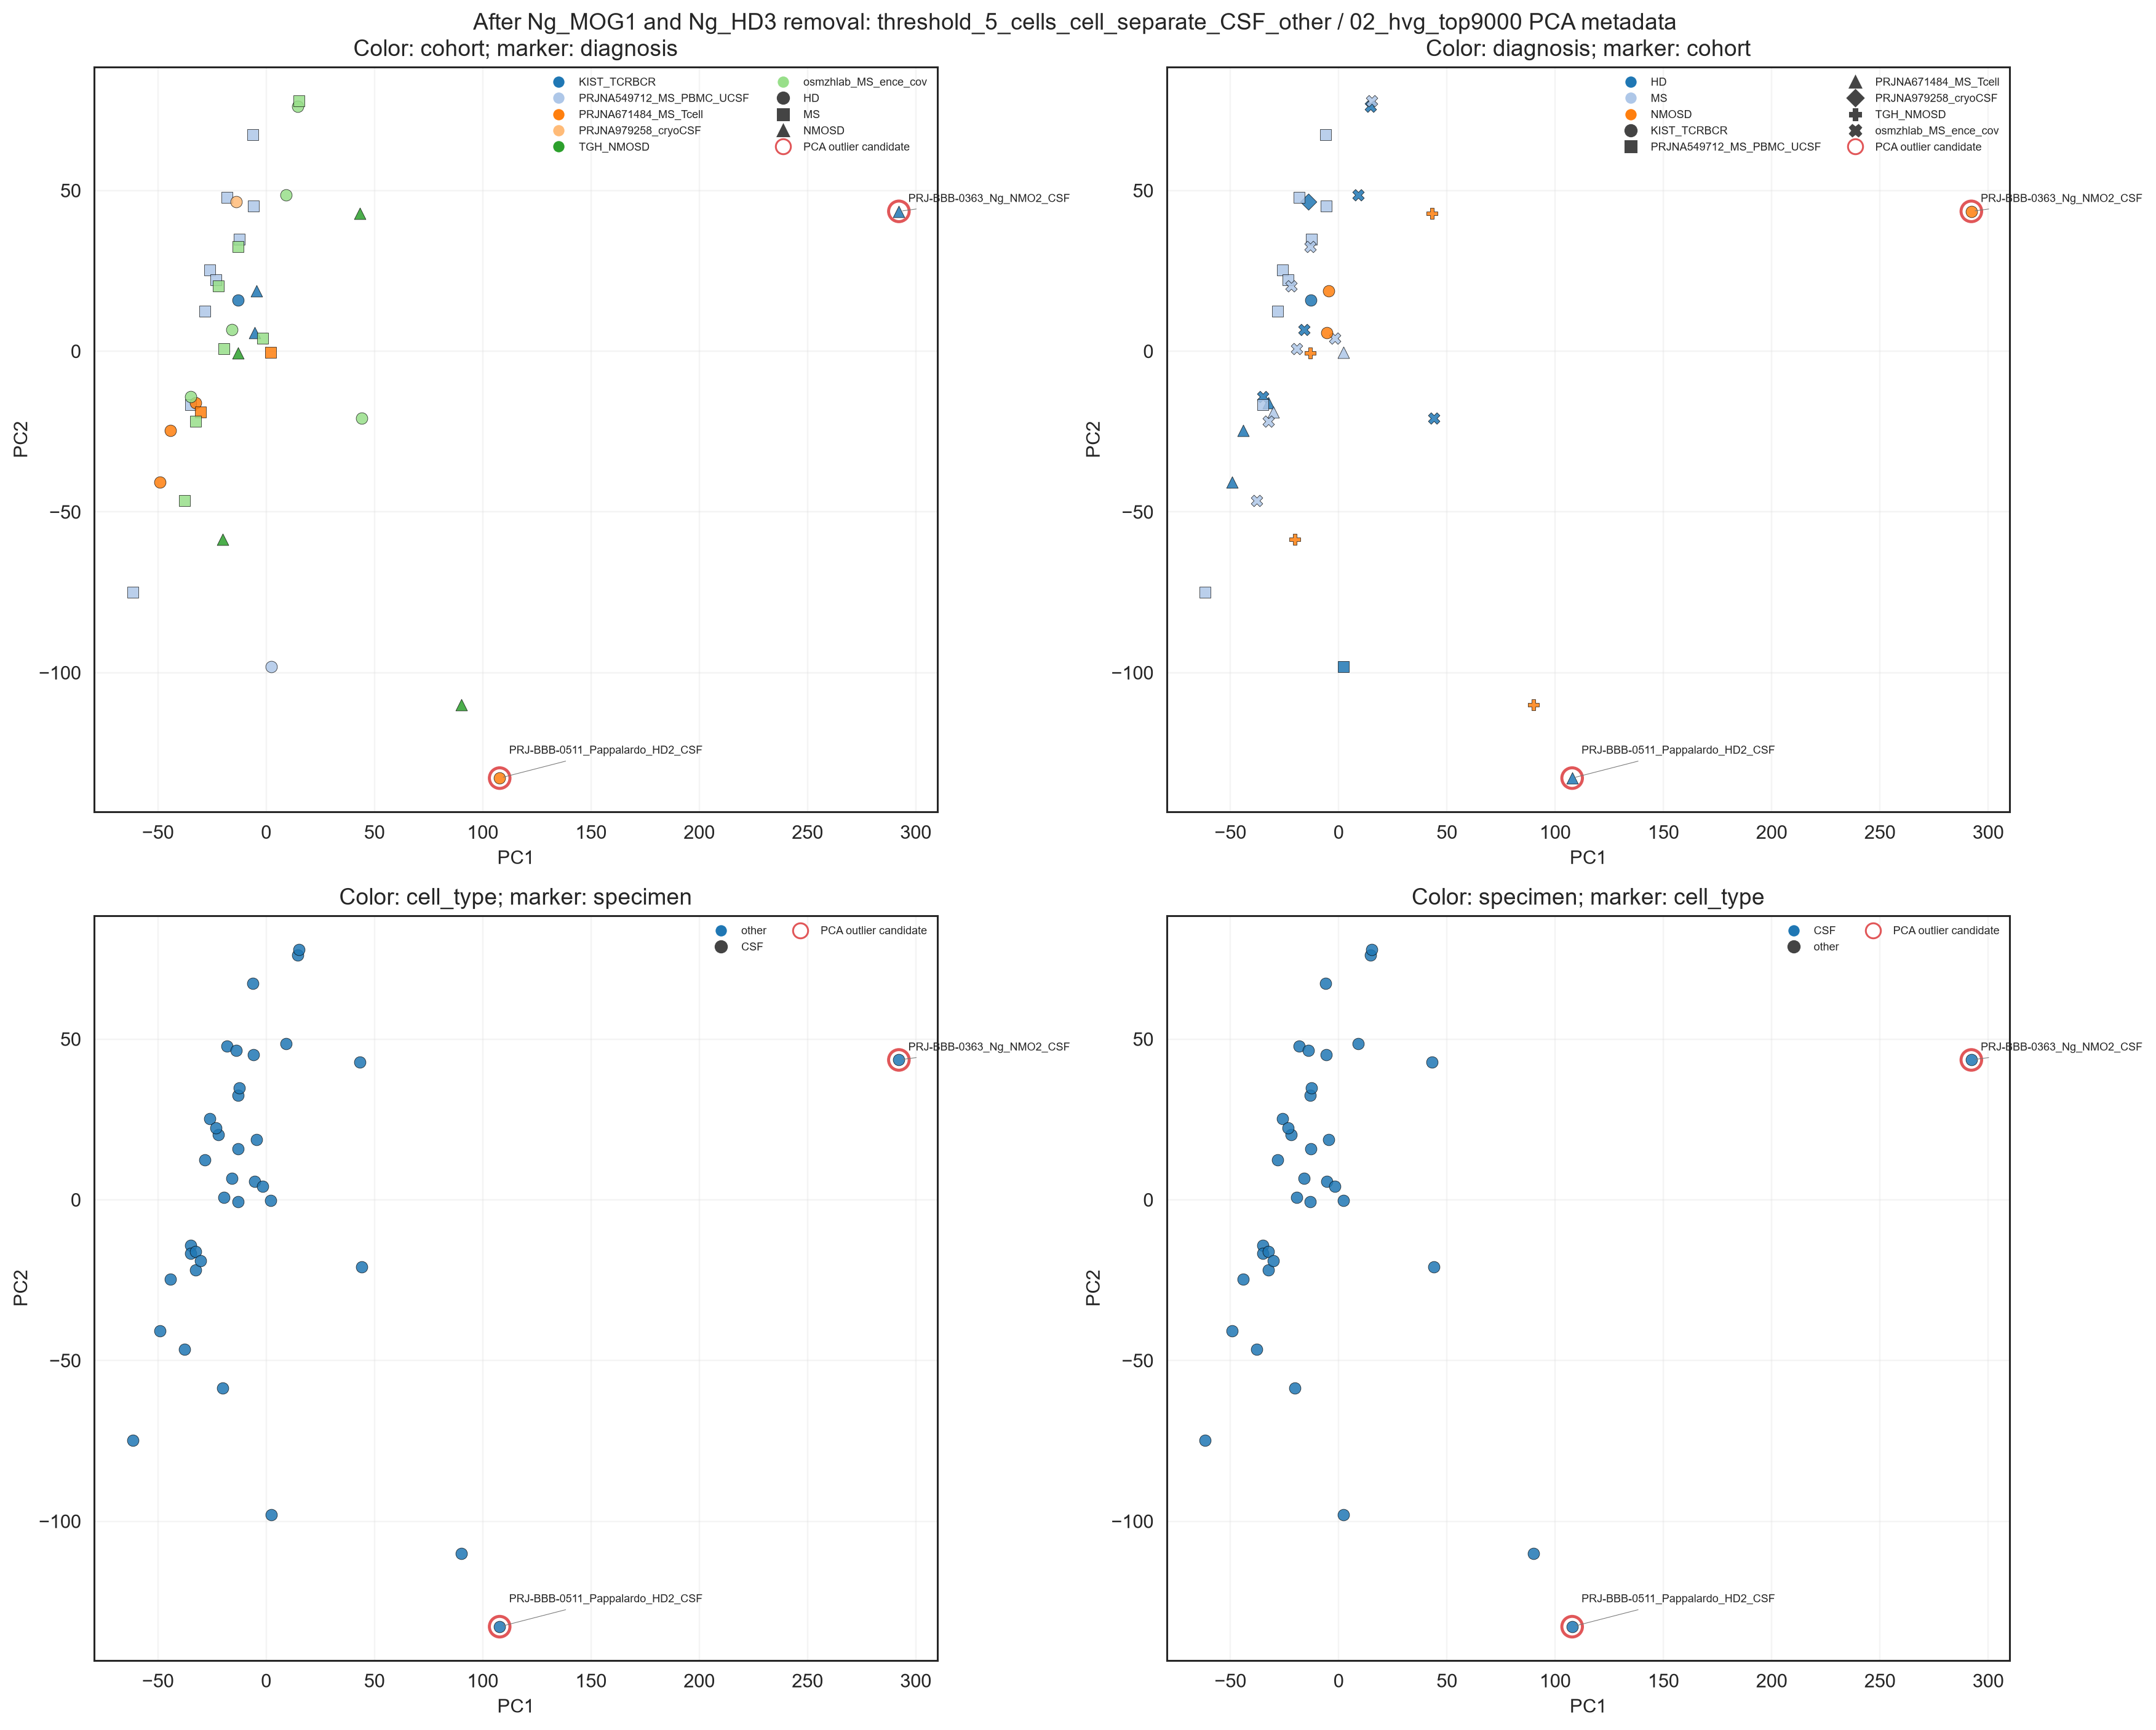 After Ng_MOG1 and Ng_HD3 removal: threshold_5_cells_cell_separate_CSF_other / 02_hvg_top9000 PCA metadata
Color: cohort; marker: diagnosis
KIST_TCRBCR
PRJNA549712_MS_PBMC_UCSF
PRJNA671484_MS_Tcell
PRJNA979258_cryoCSF
TGH_NMOSD
osmzhlab_MS_ence_cov
HD
MS
NMOSD
PCA outlier candidate
PRJ-BBB-0363_Ng_NMO2_CSF
PRJ-BBB-0511_Pappalardo_HD2_CSF
50
0
−50
−100
PC2
−50 0 50 100 150 200 250 300
PC1
Color: diagnosis; marker: cohort
HD
MS
NMOSD
KIST_TCRBCR
PRJNA549712_MS_PBMC_UCSF
PRJNA671484_MS_Tcell
PRJNA979258_cryoCSF
TGH_NMOSD
osmzhlab_MS_ence_cov
PCA outlier candidate
PRJ-BBB-0363_Ng_NMO2_CSF
PRJ-BBB-0511_Pappalardo_HD2_CSF
50
0
−50
−100
PC2
−50 0 50 100 150 200 250 300
PC1
Color: cell_type; marker: specimen
other
CSF
PCA outlier candidate
PRJ-BBB-0363_Ng_NMO2_CSF
PRJ-BBB-0511_Pappalardo_HD2_CSF
50
0
−50
−100
PC2
−50 0 50 100 150 200 250 300
PC1
Color: specimen; marker: cell_type
CSF
other
PCA outlier candidate
PRJ-BBB-0363_Ng_NMO2_CSF
PRJ-BBB-0511_Pappalardo_HD2_CSF
50
0
−50
−100
PC2
−50 0 50 100 150 200 250 300
PC1